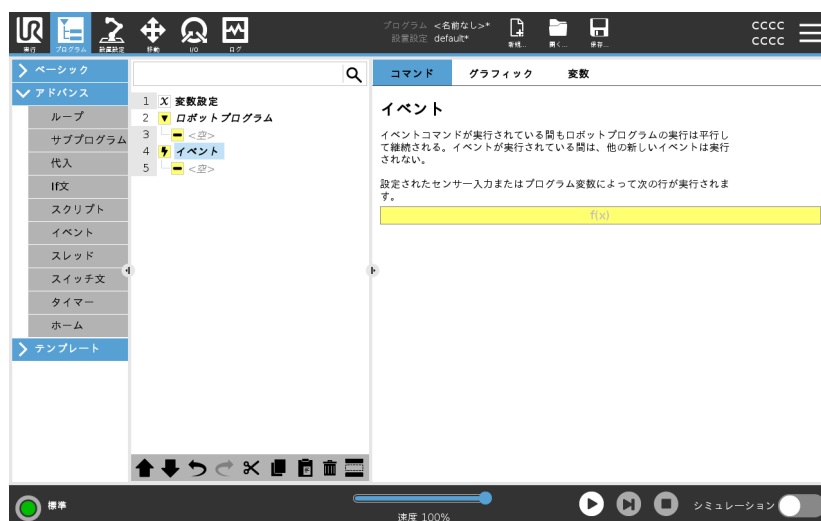 UR
実行
プログラム
設置設定
移動
I/O
ログ
プログラム <名前なし>*
設置設定 default*
新規...
開く...
保存...
cccc
cccc
ベーシック
アドバンス
ループ
サブプログラム
代入
If文
スクリプト
イベント
スレッド
スイッチ文
タイマー
ホーム
テンプレート
1 X 変数設定
2 ロボットプログラム
3 <空>
4 イベント
5 <空>
コマンド グラフィック 変数
イベント
イベントコマンドが実行されている間もロボットプログラムの実行は平行し
て継続される。イベントが実行されている間は、他の新しいイベントは実行
されない。
設定されたセンサー入力またはプログラム変数によって次の行が実行されま
す。
f(x)
標準
速度 100%
シミュレーション